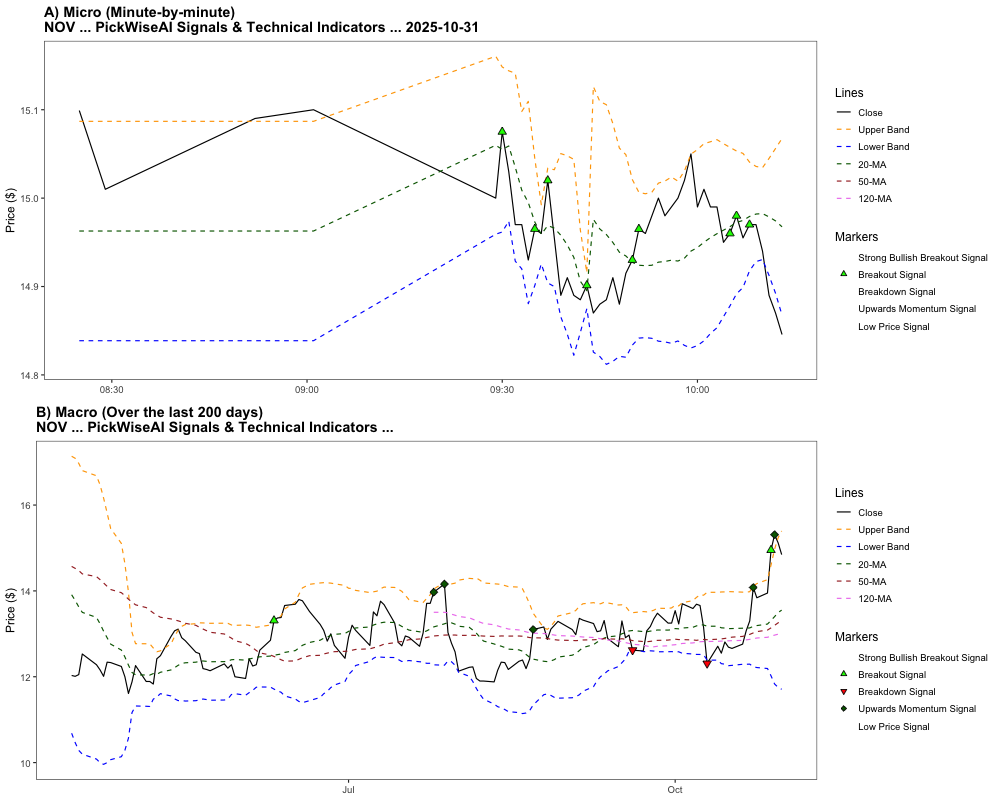 A) Micro (Minute-by-minute)
NOV ... PickWiseAI Signals & Technical Indicators ... 2025-10-31
Price ($)
15.1
15.0
14.9
14.8
08:30
09:00
09:30
10:00
Lines
Close
Upper Band
Lower Band
20-MA
50-MA
120-MA
Markers
Strong Bullish Breakout Signal
Breakout Signal
Breakdown Signal
Upwards Momentum Signal
Low Price Signal
B) Macro (Over the last 200 days)
NOV ... PickWiseAI Signals & Technical Indicators ...
Price ($)
16
14
12
10
Jul
Oct
Lines
Close
Upper Band
Lower Band
20-MA
50-MA
120-MA
Markers
Strong Bullish Breakout Signal
Breakout Signal
Breakdown Signal
Upwards Momentum Signal
Low Price Signal